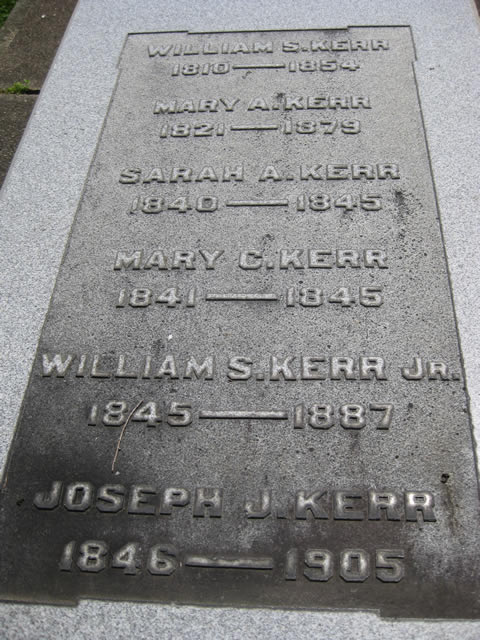 WILLIAM S. KERR
1810 — 1854
MARY A. KERR
1821 — 1879
SARAH A. KERR
1840 — 1845
MARY C. KERR
1841 — 1845
WILLIAM S. KERR JR.
1845 — 1887
JOSEPH J. KERR
1846 — 1905